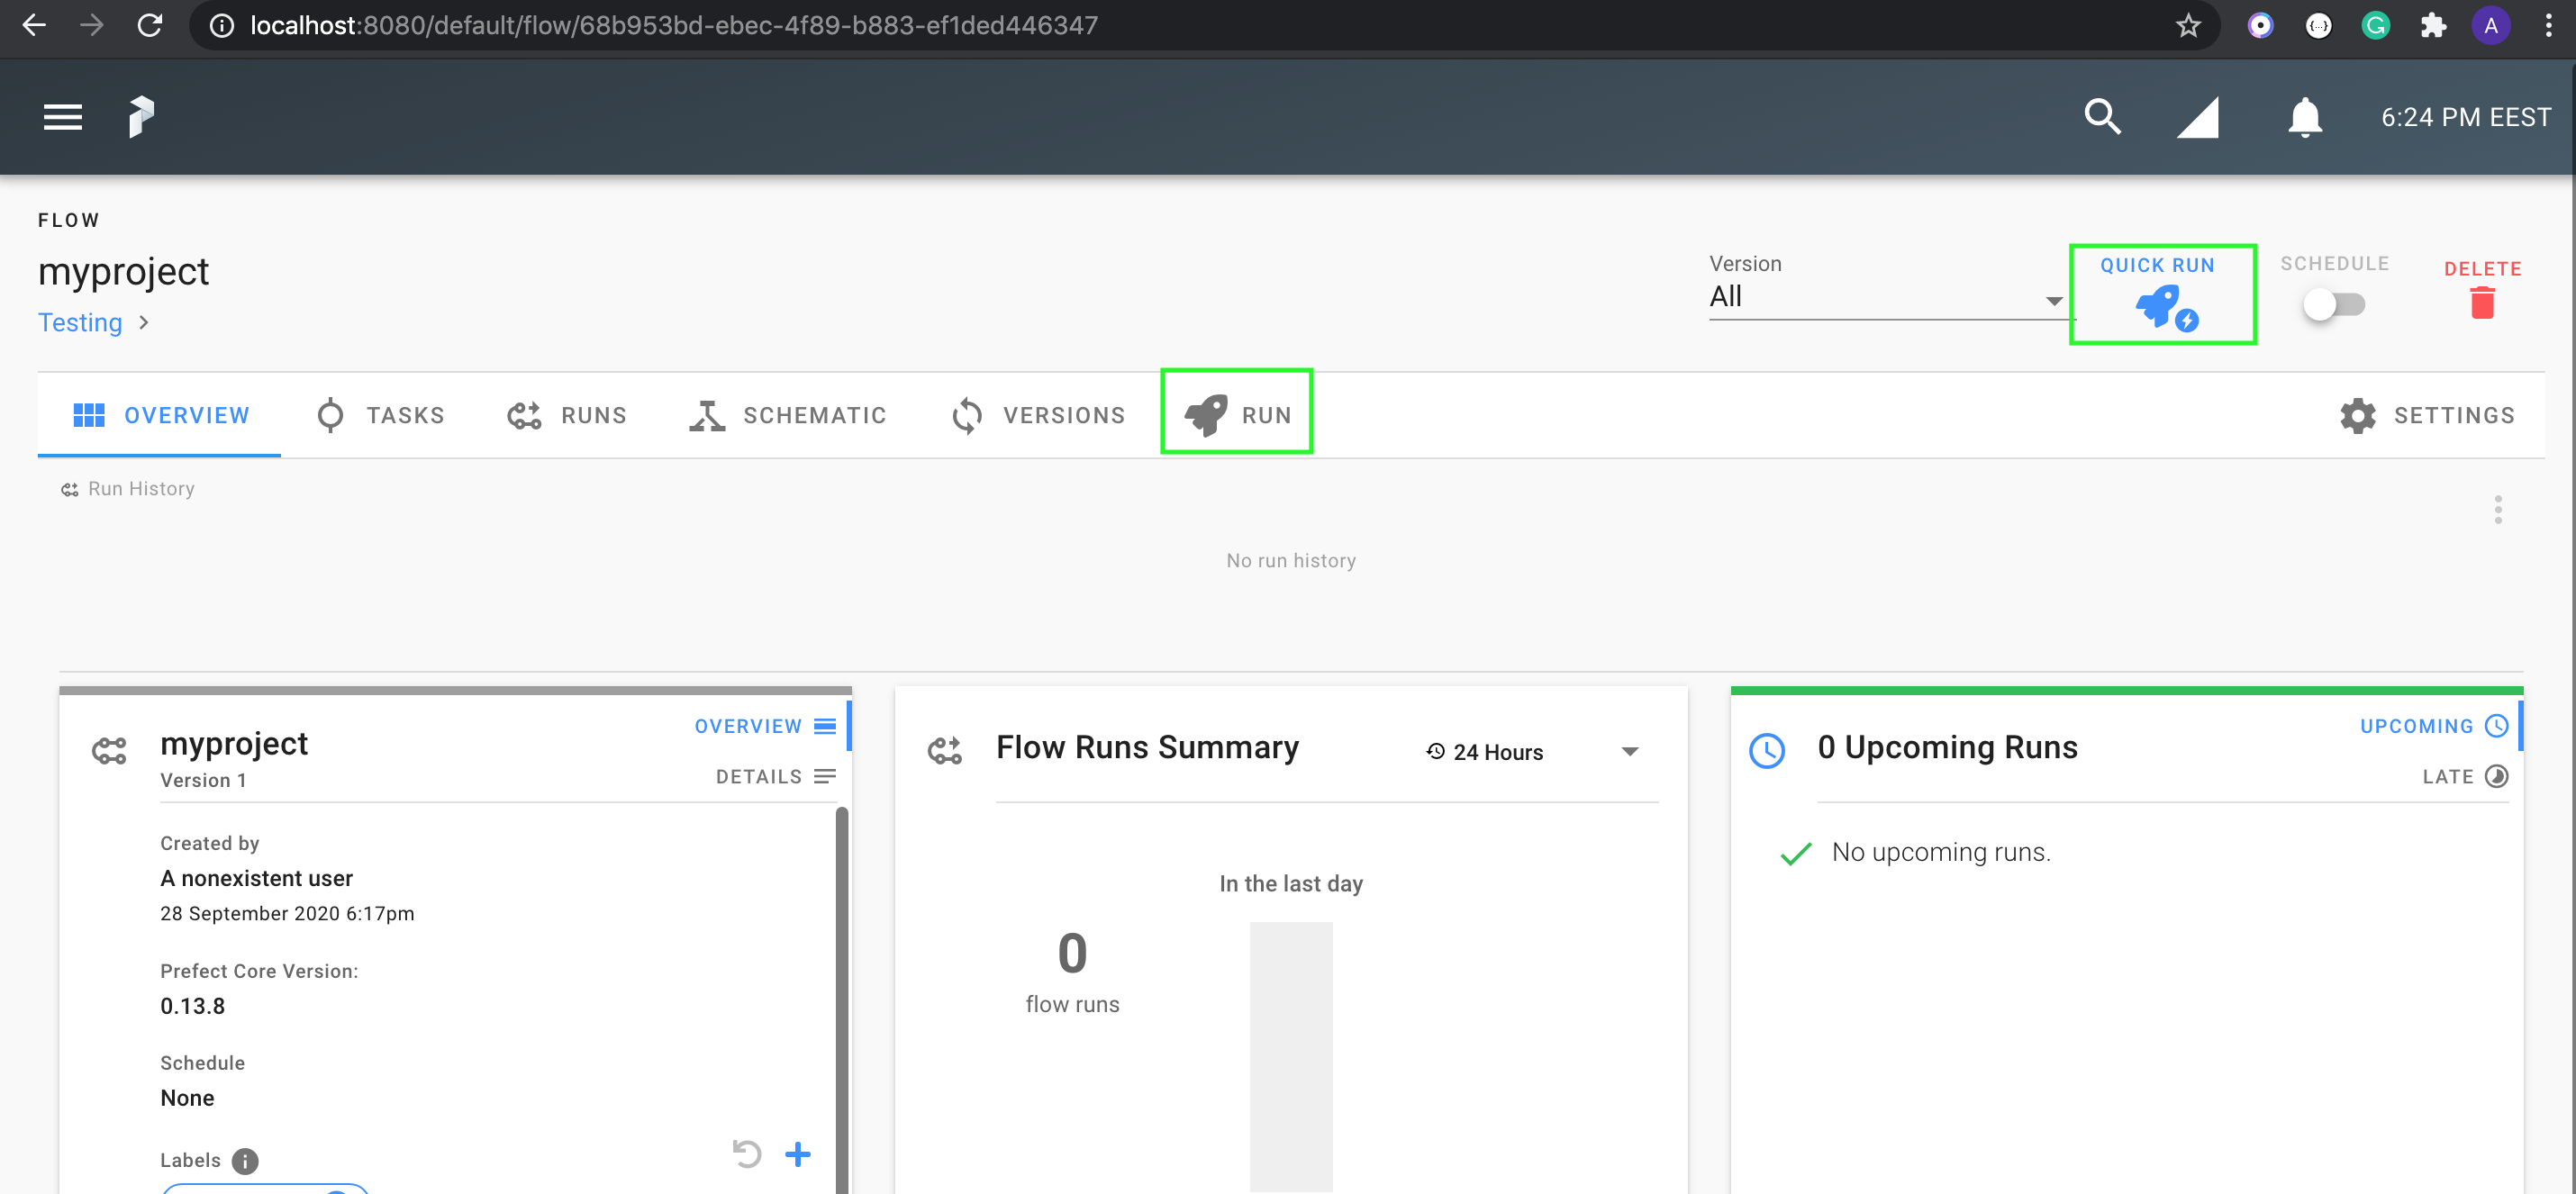 localhost:8080/default/flow/68b953bd-ebec-4f89-b883-ef1ded446347
A
6:24 PM EEST
FLOW
myproject
Testing
Version
All
QUICK RUN
SCHEDULE
DELETE
OVERVIEW
TASKS
RUNS
SCHEMATIC
VERSIONS
RUN
SETTINGS
Run History
No run history
myproject
Version 1
OVERVIEW
DETAILS
Created by
A nonexistent user
28 September 2020 6:17pm
Prefect Core Version:
0.13.8
Schedule
None
Labels
Flow Runs Summary
24 Hours
In the last day
0
flow runs
0 Upcoming Runs
UPCOMING
LATE
No upcoming runs.